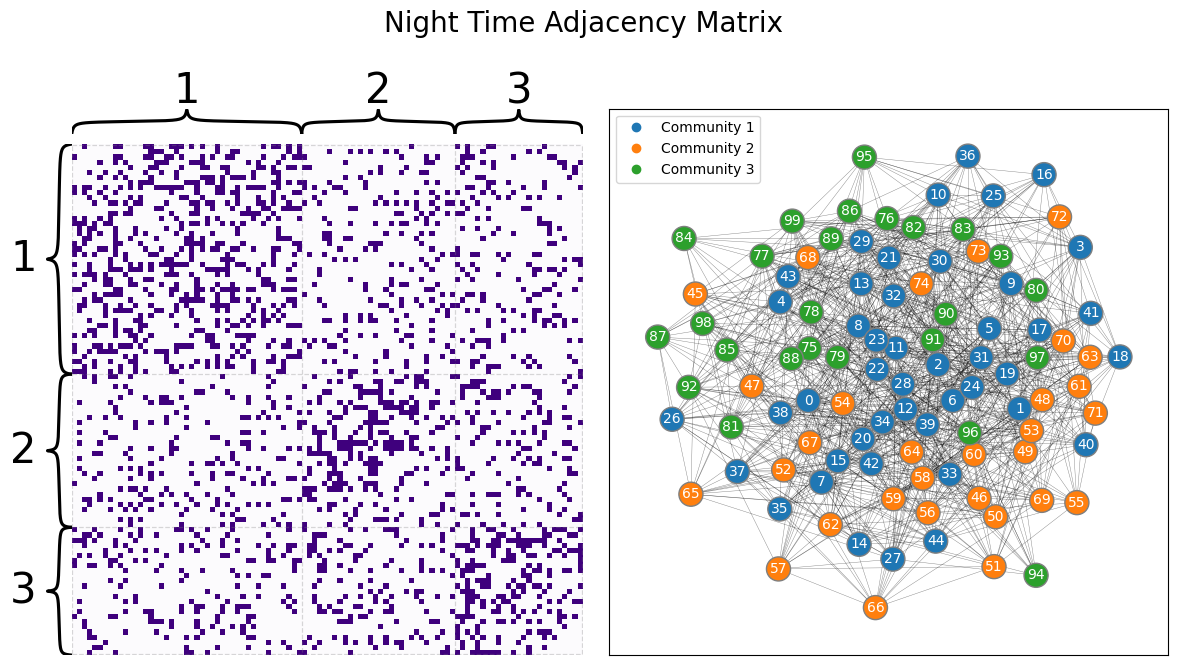 Night Time Adjacency Matrix
1 2 3
1
2
3
Community 1
Community 2
Community 3
95 36 16
10 25
99 86 76 82 83 72
84 89 29 73 3
77 68 21 30 93
43 13 74 9 80
45 4 32
98 78 8 90 5 17 41
87 23 91 70
85 75 88 79 11 31 97 63 18
22 2 19
92 47 28 24 61
26 38 0 54 12 6 1 48 71
81 34 39 53
67 20 96 40
37 52 15 42 64 60 49
65 7 58 33
35 59 46 69 55
62 56 50
14 44
57 27 51 94
66